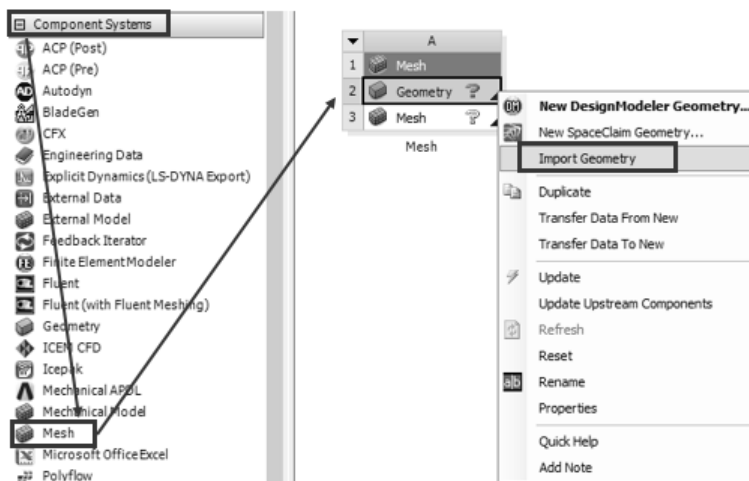 Component Systems
ACP (Post)
ACP (Pre)
Autodyn
BladeGen
CFX
Engineering Data
Explicit Dynamics (LS-DYNA Export)
External Data
External Model
Feedback Iterator
Finite Element Modeler
Fluent
Fluent (with Fluent Meshing)
Geometry
ICEM CFD
Icepak
Mechanical APDL
Mechanical Model
Mesh
Microsoft Office Excel
Polyflow
A
1 Mesh
2 Geometry ?
3 Mesh ?
Mesh
DM New DesignModeler Geometry...
New SpaceClaim Geometry...
Import Geometry
Duplicate
Transfer Data From New
Transfer Data To New
Update
Update Upstream Components
Refresh
Reset
a|b Rename
Properties
Quick Help
Add Note